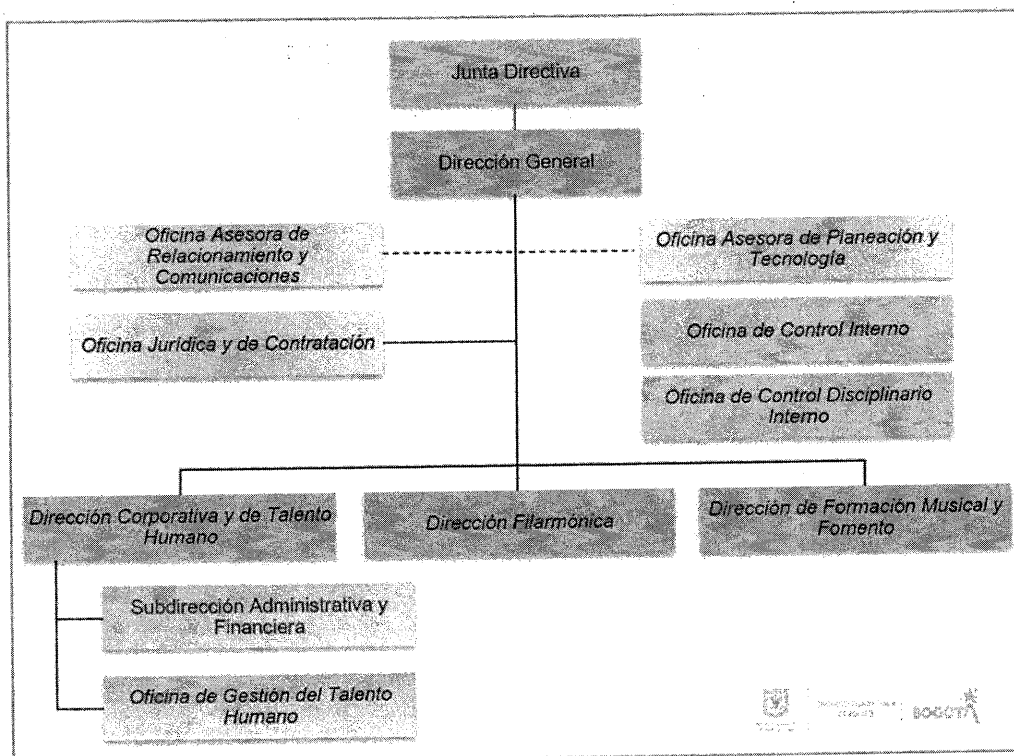 Junta Directiva
Dirección General
Oficina Asesora de
Relacionamiento y
Comunicaciones
Oficina Asesora de Planeación y
Tecnología
Oficina Jurídica y de Contratación
Oficina de Control Interno
Oficina de Control Disciplinario
Interno
Dirección Corporativa y de Talento
Humano
Dirección Filarmónica
Dirección de Formación Musical y
Fomento
Subdirección Administrativa y
Financiera
Oficina de Gestión del Talento
Humano
BOGOTÁ